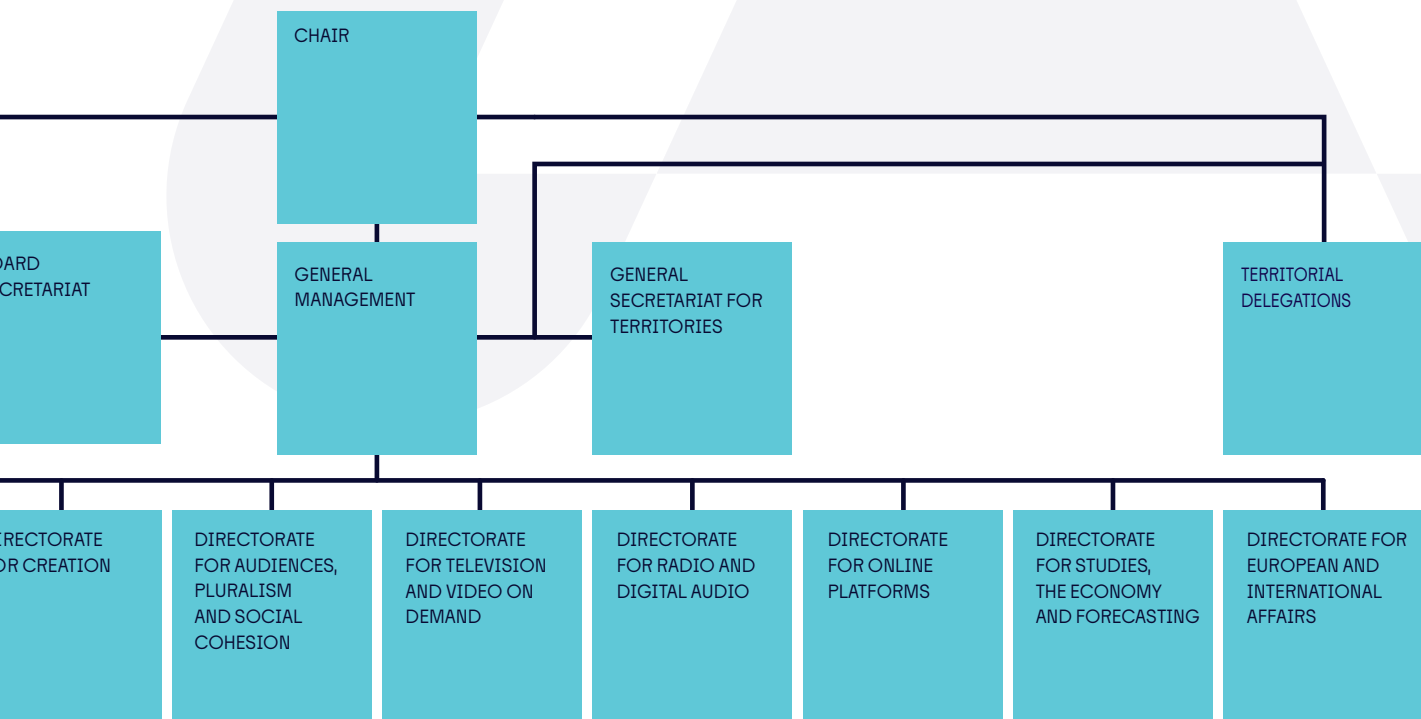 CHAIR
OARD
CRETARIAT
GENERAL
MANAGEMENT
GENERAL
SECRETARIAT FOR
TERRITORIES
TERRITORIAL
DELEGATIONS
IRECTORATE
OR CREATION
DIRECTORATE
FOR AUDIENCES,
PLURALISM
AND SOCIAL
COHESION
DIRECTORATE
FOR TELEVISION
AND VIDEO ON
DEMAND
DIRECTORATE
FOR RADIO AND
DIGITAL AUDIO
DIRECTORATE
FOR ONLINE
PLATFORMS
DIRECTORATE
FOR STUDIES,
THE ECONOMY
AND FORECASTING
DIRECTORATE FOR
EUROPEAN AND
INTERNATIONAL
AFFAIRS